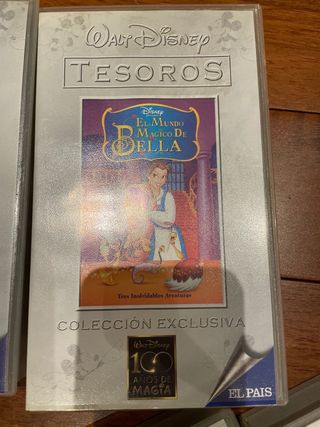 WALT DISNEY
TESOROS
DISNEY
EL MUNDO
MÁGICO DE
BELLA
Tres Inolvidables Aventuras
COLECCIÓN EXCLUSIVA
WALT DISNEY
100
AÑOS DE
MAGIA
EL PAIS